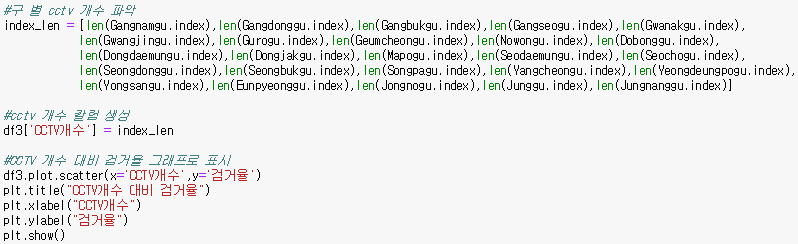 #구 별 cctv 개수 파악
index_len = [len(Gangnamgu.index),len(Gangdonggu.index),len(Gangbukgu.index),len(Gangseogu.index),len(Gwanakgu.index),
len(Gwangjingu.index),len(Gurogu.index),len(Geumcheongu.index),len(Nowongu.index),len(Dobonggu.index),
len(Dongdaemungu.index),len(Dongjakgu.index),len(Mapogu.index),len(Seodaemungu.index),len(Seochogu.index),
len(Seongdonggu.index),len(Seongbukgu.index),len(Songpagu.index),len(Yangcheongu.index),len(Yeongdeungpogu.index),
len(Yongsangu.index),len(Eunpyeonggu.index),len(Jongnogu.index),len(Junggu.index),len(Jungnanggu.index)]
#cctv 개수 칼럼 생성
df3['CCTV개수'] = index_len
#CCTV 개수 대비 검거율 그래프로 표시
df3.plot.scatter(x='CCTV개수',y='검거율')
plt.title("CCTV개수 대비 검거율")
plt.xlabel("CCTV개수")
plt.ylabel("검거율")
plt.show()